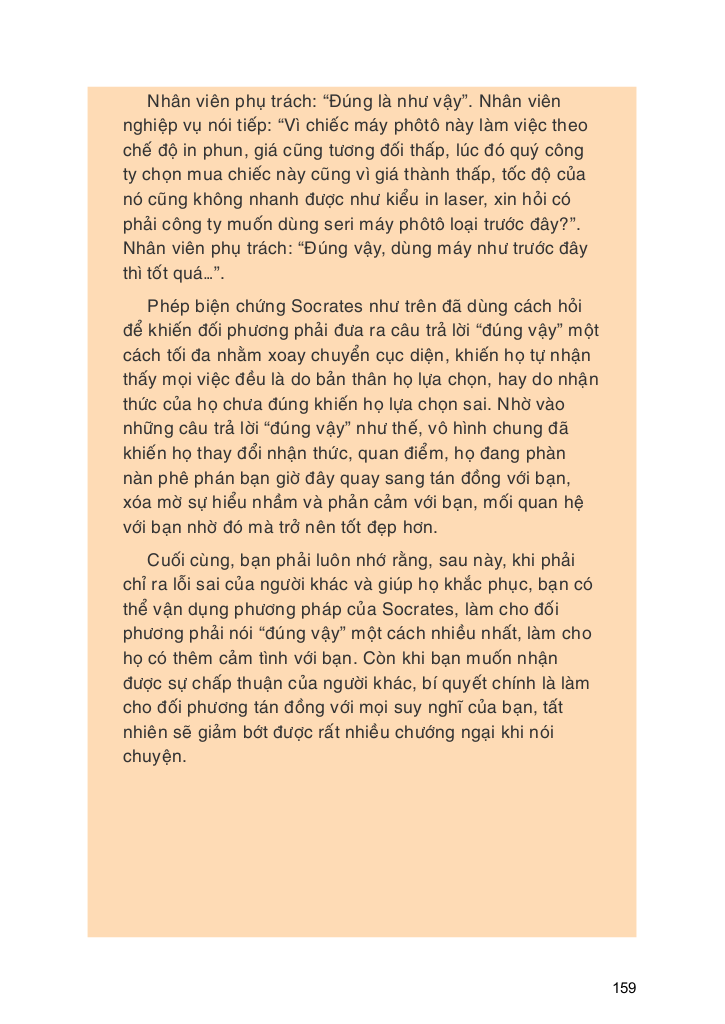 Nhân viên phụ trách: “Đúng là như vậy”. Nhân viên
nghiệp vụ nói tiếp: “Vì chiếc máy phôtô này làm việc theo
chế độ in phun, giá cũng tương đối thấp, lúc đó quý công
ty chọn mua chiếc này cũng vì giá thành thấp, tốc độ của
nó cũng không nhanh được như kiểu in laser, xin hỏi có
phải công ty muốn dùng seri máy phôtô loại trước đây?”.
Nhân viên phụ trách: “Đúng vậy, dùng máy như trước đây
thì tốt quá…”.
Phép biện chứng Socrates như trên đã dùng cách hỏi
để khiến đối phương phải đưa ra câu trả lời “đúng vậy” một
cách tối đa nhằm xoay chuyển cục diện, khiến họ tự nhận
thấy mọi việc đều là do bản thân họ lựa chọn, hay do nhận
thức của họ chưa đúng khiến họ lựa chọn sai. Nhờ vào
những câu trả lời “đúng vậy” như thế, vô hình chung đã
khiến họ thay đổi nhận thức, quan điểm, họ đang phàn
nàn phê phán bạn giờ đây quay sang tán đồng với bạn,
xóa mờ sự hiểu nhầm và phản cảm với bạn, mối quan hệ
với bạn nhờ đó mà trở nên tốt đẹp hơn.
Cuối cùng, bạn phải luôn nhớ rằng, sau này, khi phải
chỉ ra lỗi sai của người khác và giúp họ khắc phục, bạn có
thể vận dụng phương pháp của Socrates, làm cho đối
phương phải nói “đúng vậy” một cách nhiều nhất, làm cho
họ có thêm cảm tình với bạn. Còn khi bạn muốn nhận
được sự chấp thuận của người khác, bí quyết chính là làm
cho đối phương tán đồng với mọi suy nghĩ của bạn, tất
nhiên sẽ giảm bớt được rất nhiều chướng ngại khi nói
chuyện.
159